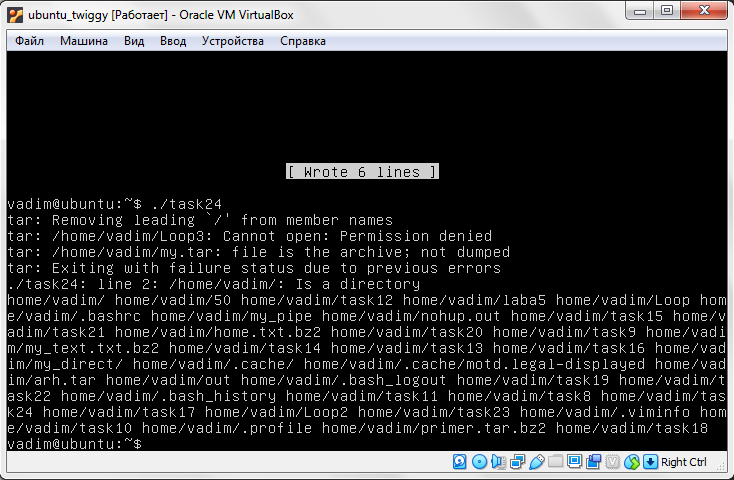 ubuntu_twiggy [Работает] - Oracle VM VirtualBox
Файл Машина Вид Ввод Устройства Справка
[ Wrote 6 lines ]
vadim@ubuntu:~$ ./task24
tar: Removing leading `/' from member names
tar: /home/vadim/Loop3: Cannot open: Permission denied
tar: /home/vadim/my.tar: file is the archive; not dumped
tar: Exiting with failure status due to previous errors
./task24: line 2: /home/vadim/: Is a directory
home/vadim/ home/vadim/50 home/vadim/task12 home/vadim/laba5 home/vadim/Loop hom
e/vadim/.bashrc home/vadim/my_pipe home/vadim/nohup.out home/vadim/task15 home/v
adim/task21 home/vadim/home.txt.bz2 home/vadim/task20 home/vadim/task9 home/vadi
m/my_text.txt.bz2 home/vadim/task14 home/vadim/task13 home/vadim/task16 home/vad
im/my_direct/ home/vadim/.cache/ home/vadim/.cache/motd.legal-displayed home/vad
im/arh.tar home/vadim/out home/vadim/.bash_logout home/vadim/task19 home/vadim/t
ask22 home/vadim/.bash_history home/vadim/task11 home/vadim/task8 home/vadim/tas
k24 home/vadim/task17 home/vadim/Loop2 home/vadim/task23 home/vadim/.viminfo hom
e/vadim/task10 home/vadim/.profile home/vadim/primer.tar.bz2 home/vadim/task18
vadim@ubuntu:~$
Right Ctrl